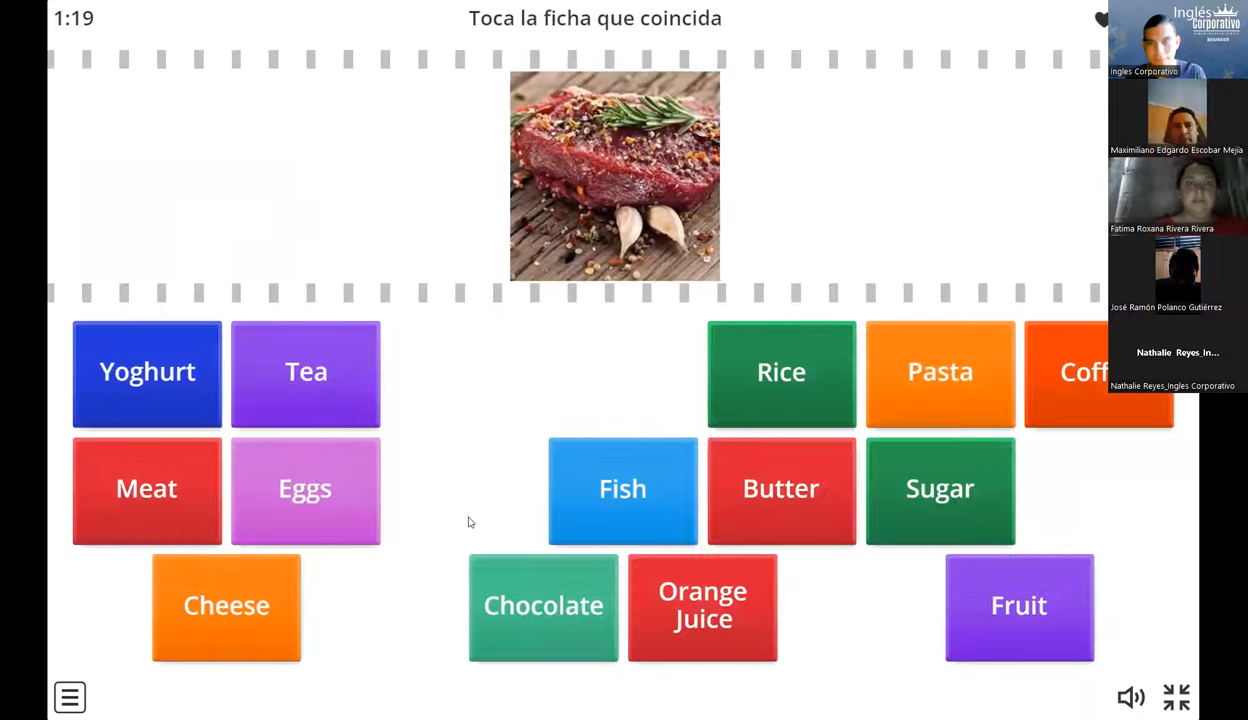 1:19
Toca la ficha que coincida
Inglés
Corporativo
BEGINNER
Ingles Corporativo
Maximiliano Edgardo Escobar Mejía
Fatima Roxana Rivera Rivera
José Ramón Polanco Gutiérrez
Nathalie Reyes_In...
Nathalie Reyes_Ingles Corporativo
Yoghurt
Tea
Rice
Pasta
Coff
Meat
Eggs
Fish
Butter
Sugar
Cheese
Chocolate
Orange
Juice
Fruit